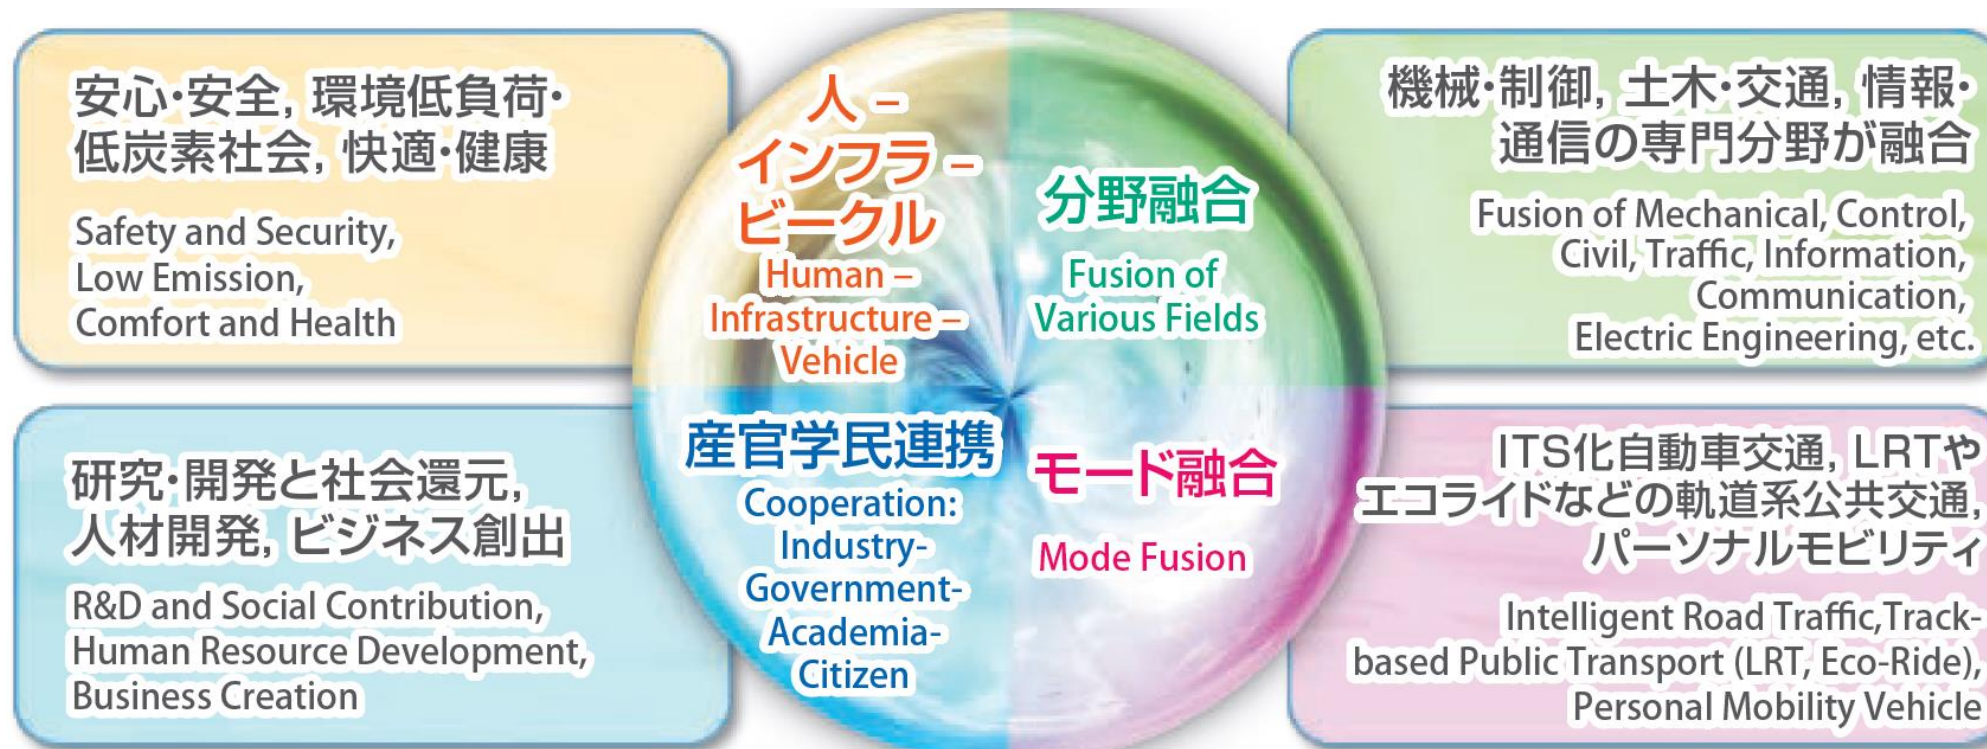 安心・安全, 環境低負荷・
低炭素社会, 快適・健康
Safety and Security,
Low Emission,
Comfort and Health
人 –
インフラ –
ビークル
Human –
Infrastructure –
Vehicle
分野融合
Fusion of
Various Fields
機械・制御, 土木・交通, 情報・
通信の専門分野が融合
Fusion of Mechanical, Control,
Civil, Traffic, Information,
Communication,
Electric Engineering, etc.
研究・開発と社会還元,
人材開発, ビジネス創出
R&D and Social Contribution,
Human Resource Development,
Business Creation
産官学民連携
Cooperation:
Industry-
Government-
Academia-
Citizen
モード融合
Mode Fusion
ITS化自動車交通, LRTや
エコライドなどの軌道系公共交通,
パーソナルモビリティ
Intelligent Road Traffic,Track-
based Public Transport (LRT, Eco-Ride),
Personal Mobility Vehicle